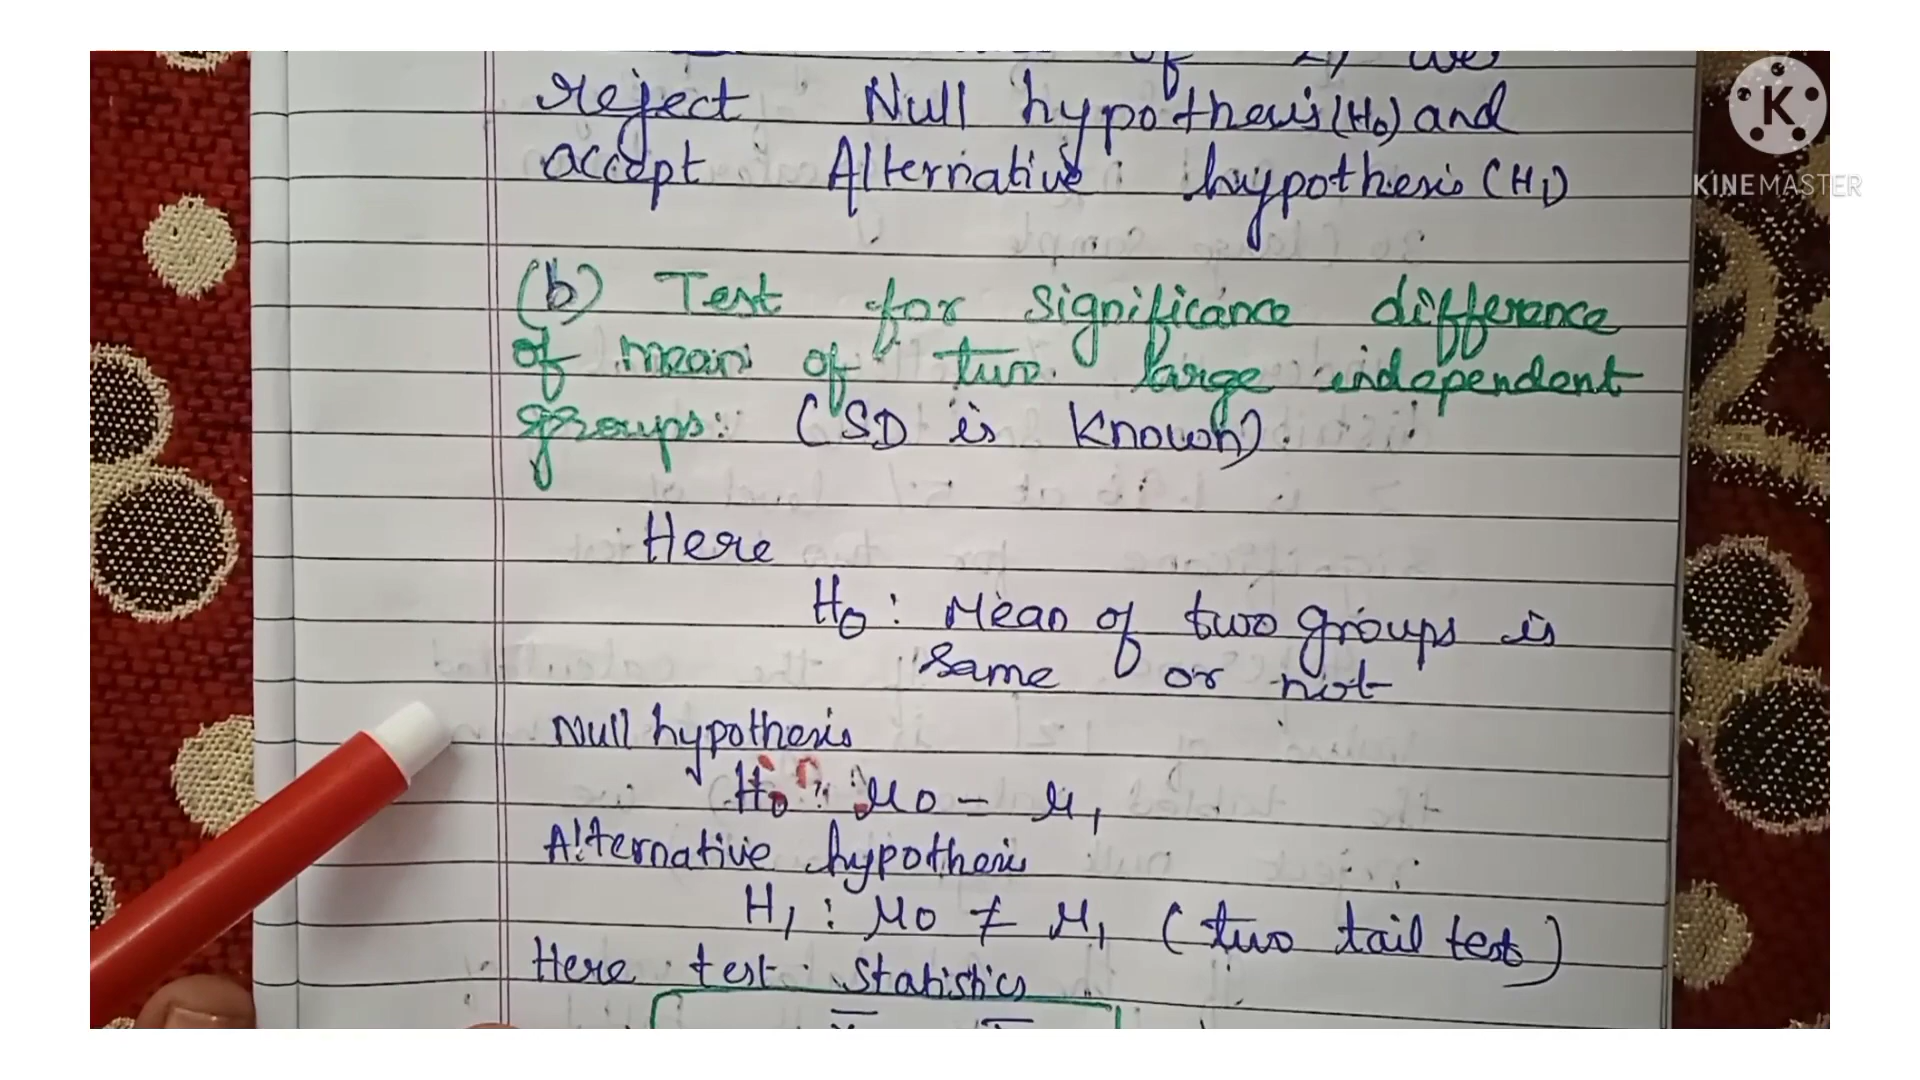 of Z, we
reject Null hypothesis (H0) and
accept Alternative hypothesis (H1)
(b) Test for significance difference
of mean of two large independent
groups: (SD is known)
Here
H0 : Mean of two groups is
same or not
Null hypothesis
H0 : μ0 = μ1
Alternative hypothesis
H1 : μ0 ≠ μ1 (two tail test)
Here test statistics
K
KINEMASTER